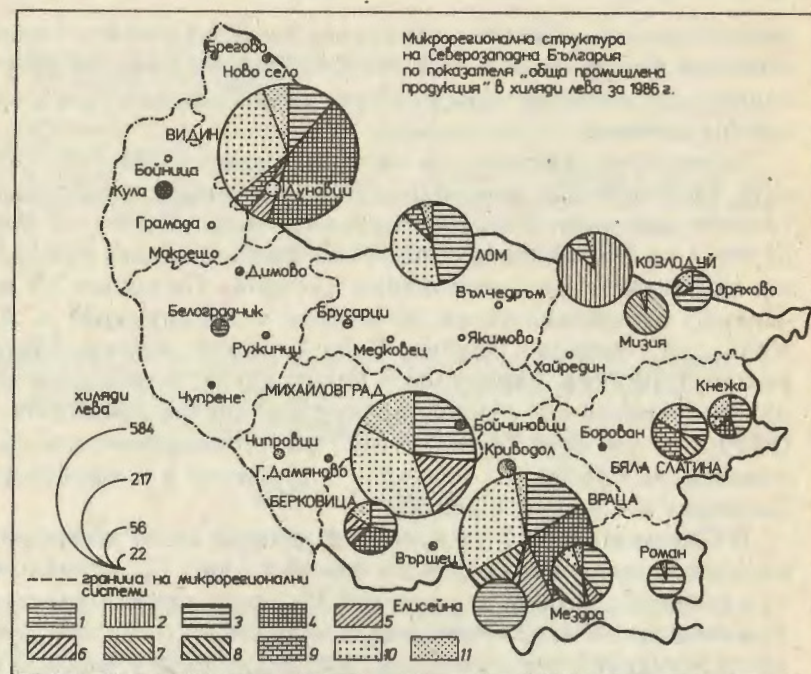 Микрорегионална структура
на Северозападна България
по показателя „обща промишлена
продукция" в хиляди лева за 1986 г.
Брегово
Ново село
ВИДИН
Бойница
Кула
Дунавци
Грамада
Макреш
Димово
ЛОМ
КОЗЛОДУЙ
Оряхово
Вълчедръм
Мизия
Белоградчик
Брусарци
Ружинци
Медковец
Якимово
Хайредин
Чупрене
МИХАЙЛОВГРАД
Кнежа
Бойчиновци
Борован
Чипровци
Криводол
БЯЛА СЛАТИНА
Г. Дамяново
БЕРКОВИЦА
ВРАЦА
Вършец
Роман
Елисейна
Мездра
хиляди
лева
584
217
56
22
граница на микрорегионални
системи
1 2 3 4 5
6 7 8 9 10 11